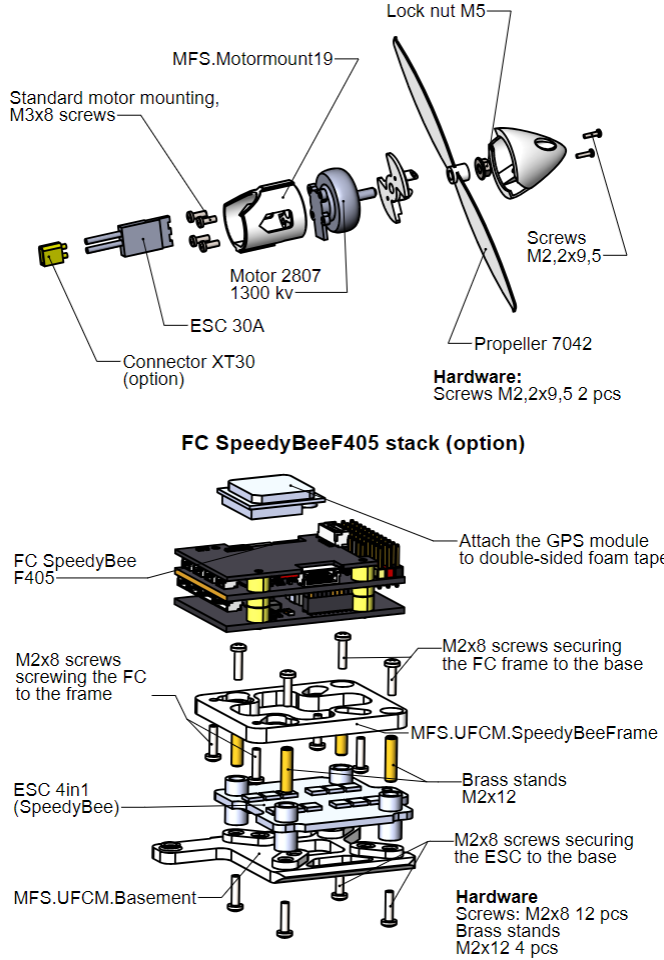 Lock nut M5
MFS.Motormount19
Standard motor mounting,
M3x8 screws
Screws
M2,2x9,5
Motor 2807
1300 kv
ESC 30A
Propeller 7042
Connector XT30
(option)
Hardware:
Screws M2,2x9,5 2 pcs
FC SpeedyBeeF405 stack (option)
Attach the GPS module
to double-sided foam tape
FC SpeedyBee
F405
M2x8 screws securing
the FC frame to the base
M2x8 screws
screwing the FC
to the frame
MFS.UFCM.SpeedyBeeFrame
Brass stands
M2x12
ESC 4in1
(SpeedyBee)
M2x8 screws securing
the ESC to the base
MFS.UFCM.Basement
Hardware
Screws: M2x8 12 pcs
Brass stands
M2x12 4 pcs